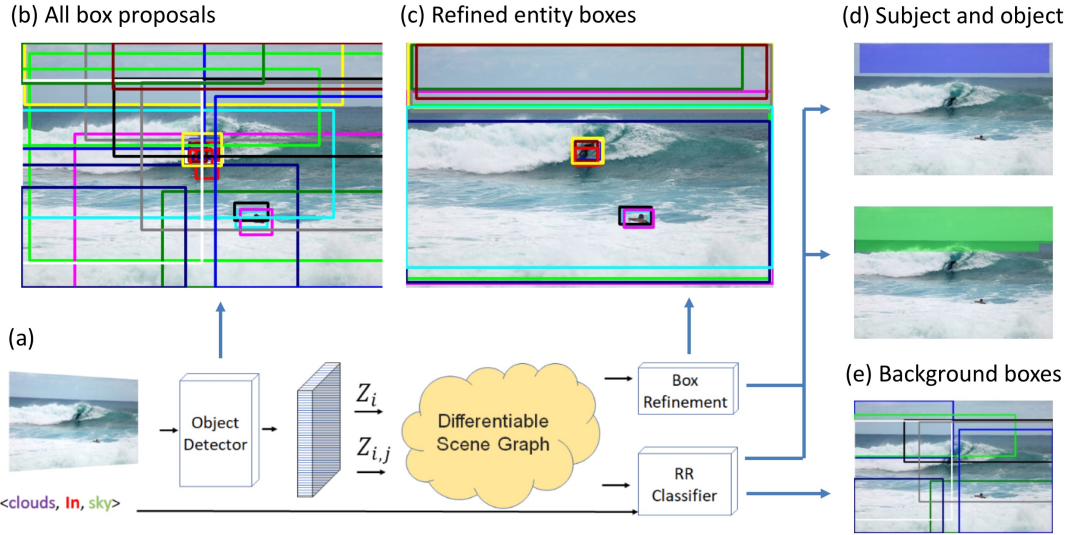 (b) All box proposals
(c) Refined entity boxes
(d) Subject and object
(a)
Object
Detector
Z_i
Z_{i,j}
Differentiable
Scene Graph
Box
Refinement
RR
Classifier
(e) Background boxes
<clouds, In, sky>